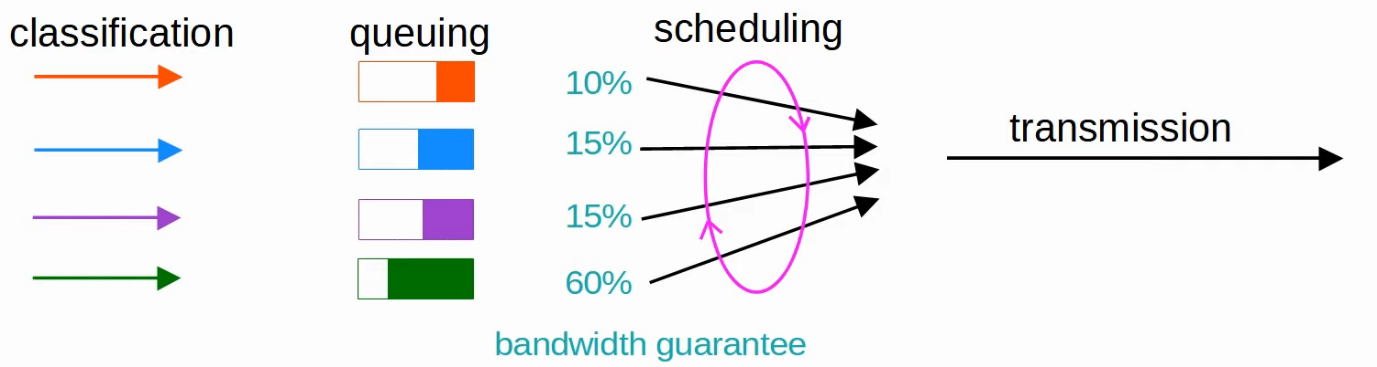 classification
queuing
scheduling
10%
15%
15%
60%
transmission
bandwidth guarantee